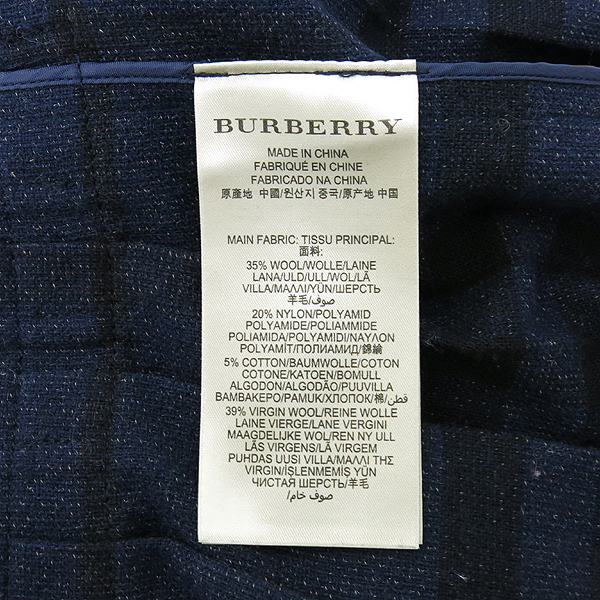 BURBERRY
MADE IN CHINA
FABRIQUÉ EN CHINE
FABRICADO NA CHINA
原產地 中國/원산지 중국/原产地 中国
MAIN FABRIC: TISSU PRINCIPAL:
面料:
35% WOOL/WOLLE/LAINE
LANA/ULD/ULL/WOL/LÃ
VILLA/ΜΑΛΛΙ/YÜN/ШЕРСТЬ
羊毛/صوف/
20% NYLON/POLYAMID
POLYAMIDE/POLIAMMIDE
POLIAMIDA/POLYAMIDI/ΝΑΥΛΟΝ
POLYAMİT/ПОЛИАМИД/錦綸
5% COTTON/BAUMWOLLE/COTON
COTONE/KATOEN/BOMULL
ALGODON/ALGODÃO/PUUVILLA
ΒΑΜΒΑΚΕΡΟ/PAMUK/ХЛОПОК/棉/قطن/
39% VIRGIN WOOL/REINE WOLLE
LAINE VIERGE/LANE VERGINI
MAAGDELIJKE WOL/REN NY ULL
LÃS VIRGENS/LÃ VIRGEM
PUHDAS UUSI VILLA/ΜΑΛΛΙ ΤΗΣ
VIRGIN/İŞLENMEMİŞ YÜN
ЧИСТАЯ ШЕРСТЬ/羊毛
صوف خام/